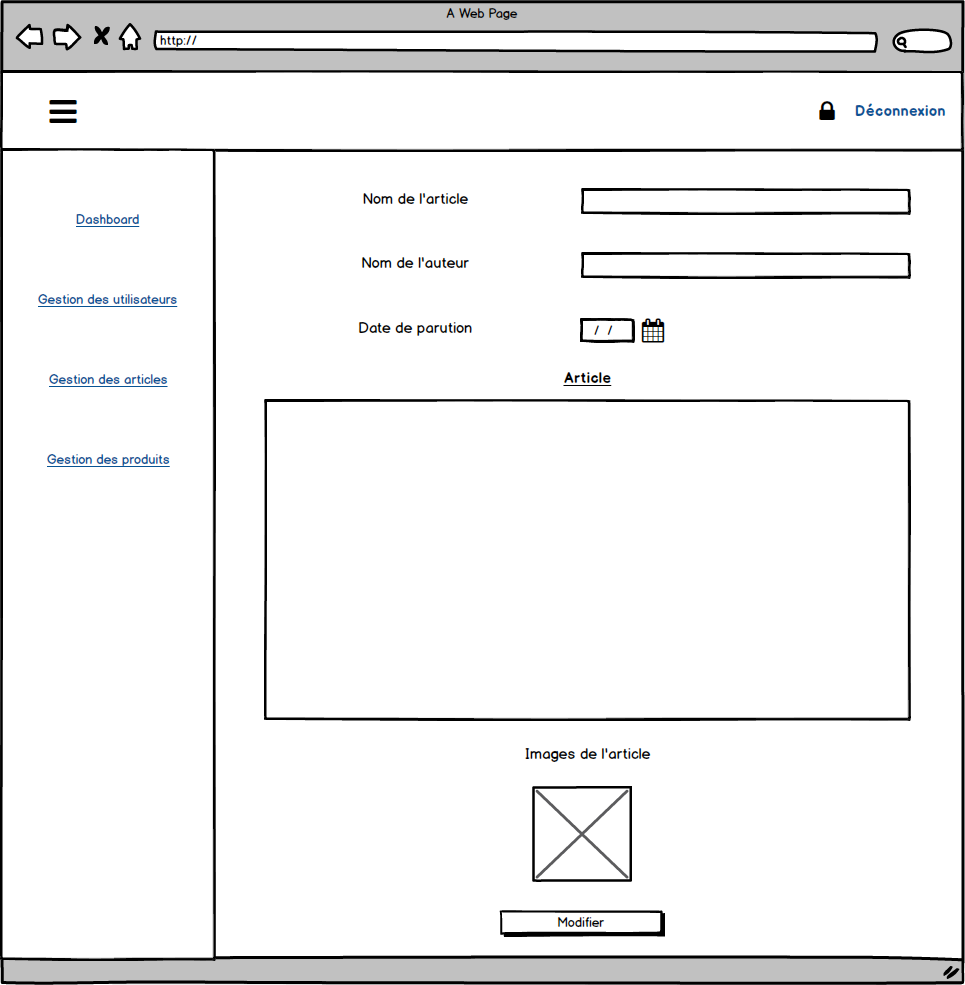 A Web Page
http://
Déconnexion
Dashboard
Gestion des utilisateurs
Gestion des articles
Gestion des produits
Nom de l'article
Nom de l'auteur
Date de parution
/ /
Article
Images de l'article
Modifier